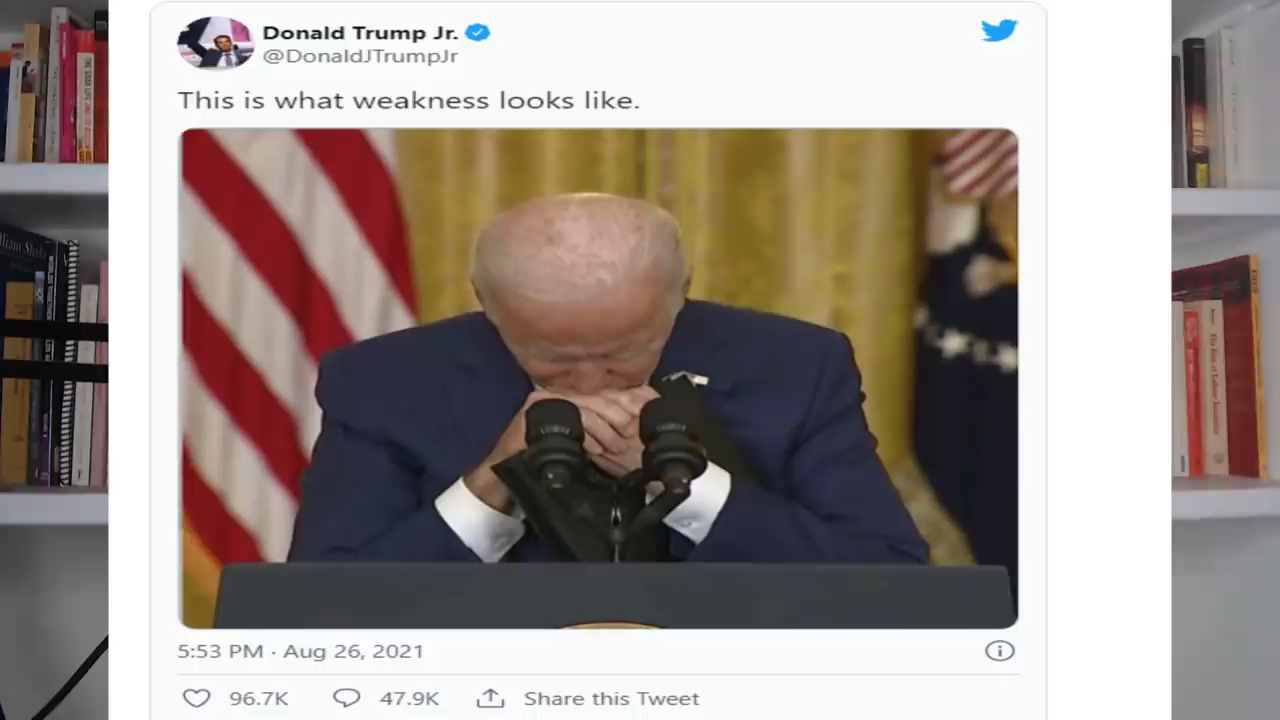 Donald Trump Jr.
@DonaldJTrumpJr
This is what weakness looks like.
5:53 PM · Aug 26, 2021
96.7K
47.9K
Share this Tweet